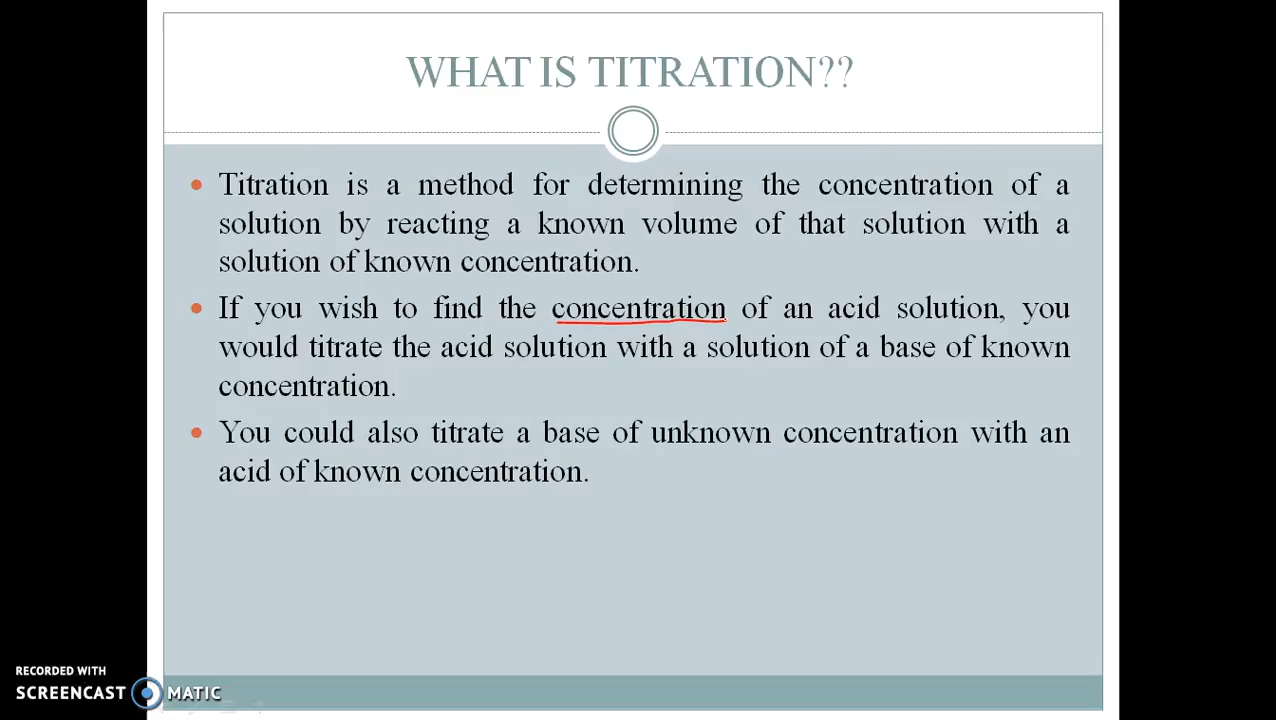 WHAT IS TITRATION??
• Titration is a method for determining the concentration of a
solution by reacting a known volume of that solution with a
solution of known concentration.
• If you wish to find the concentration of an acid solution, you
would titrate the acid solution with a solution of a base of known
concentration.
• You could also titrate a base of unknown concentration with an
acid of known concentration.
RECORDED WITH
SCREENCAST MATIC